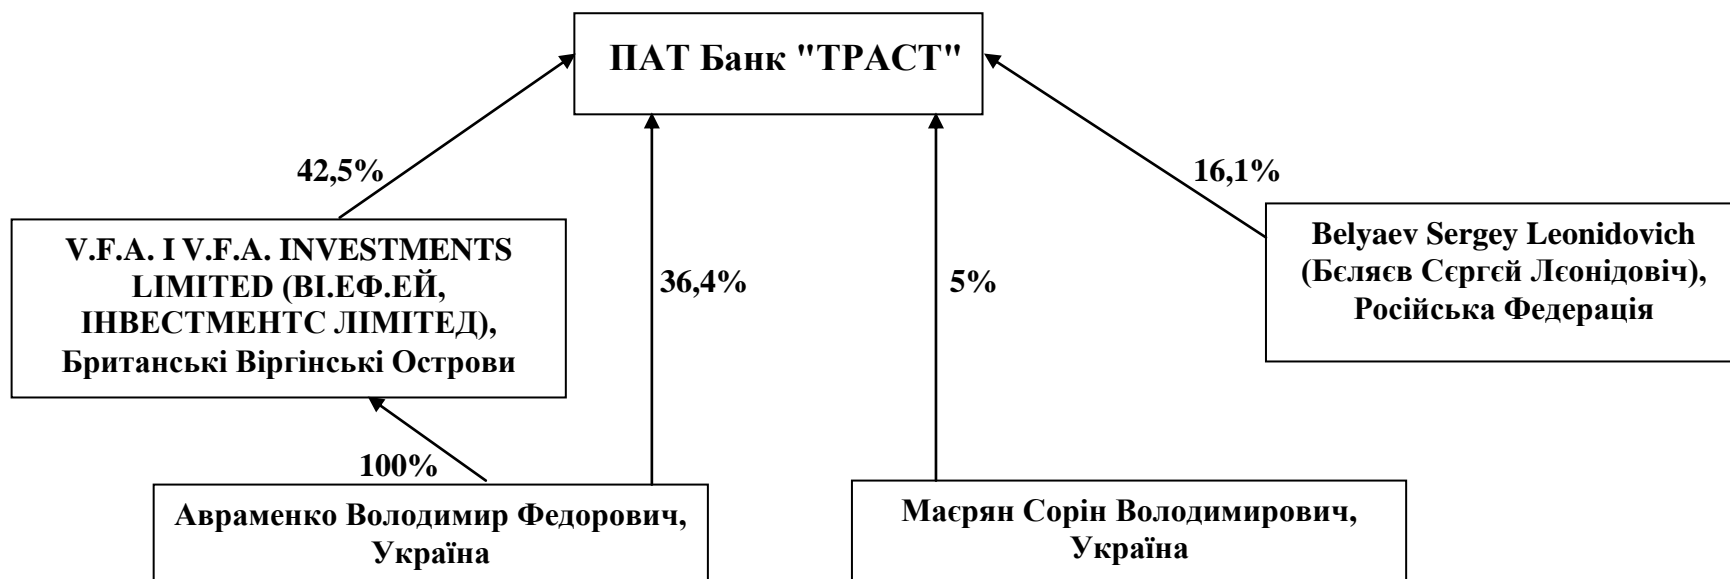 ПАТ Банк "ТРАСТ"
42,5%
16,1%
V.F.A. І V.F.A. INVESTMENTS
LIMITED (ВІ.ЕФ.ЕЙ,
ІНВЕСТМЕНТС ЛІМІТЕД),
Британські Віргінські Острови
36,4%
5%
Belyaev Sergey Leonidovich
(Бєляєв Сєргєй Лєонідовіч),
Російська Федерація
100%
Авраменко Володимир Федорович,
Україна
Маєрян Сорін Володимирович,
Україна